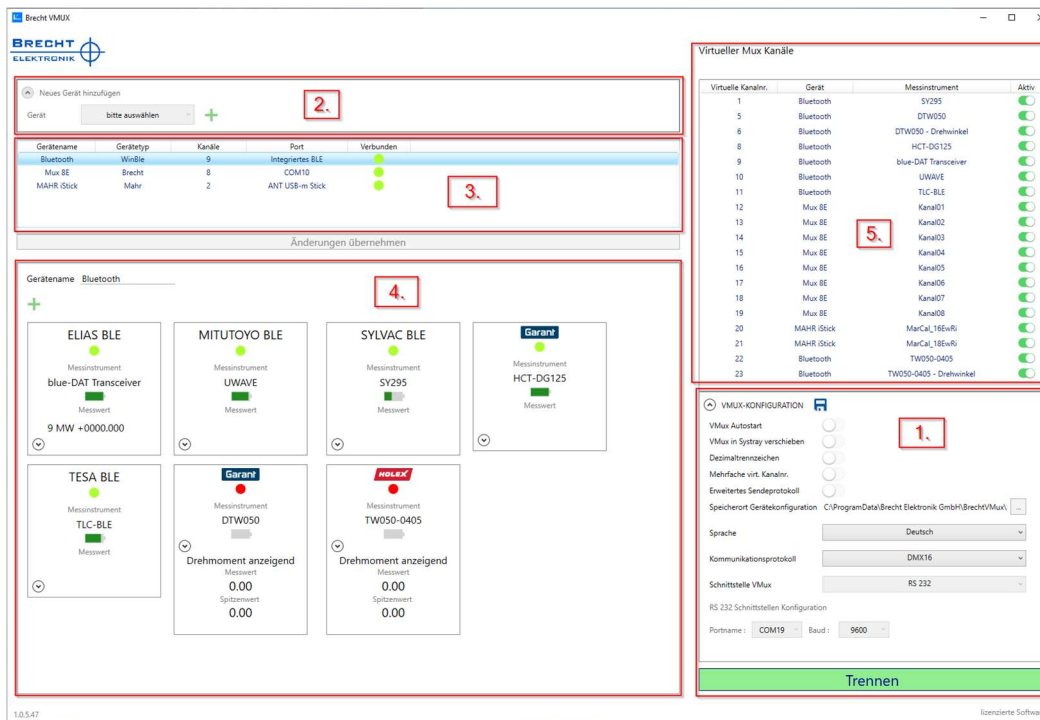 Brecht VMUX
BRECHT
ELEKTRONIK
Neues Gerät hinzufügen
2.
Gerät bitte auswählen
Gerätename Gerätetyp Kanäle Port Verbunden
Bluetooth WinBle 9 Integriertes BLE
Mux 8E Brecht 8 COM10
MAHR iStick Mahr 2 ANT USB-m Stick
3.
Änderungen übernehmen
Gerätename Bluetooth
4.
ELIAS BLE
Messinstrument
blue-DAT Transceiver
Messwert
9 MW +0000.000
MITUTOYO BLE
Messinstrument
UWAVE
Messwert
SYLVAC BLE
Messinstrument
SY295
Messwert
Garant
Messinstrument
HCT-DG125
Messwert
TESA BLE
Messinstrument
TLC-BLE
Messwert
Garant
Messinstrument
DTW050
Drehmoment anzeigend
Messwert
0.00
Spitzenwert
0.00
HOLEX
Messinstrument
TW050-0405
Drehmoment anzeigend
Messwert
0.00
Spitzenwert
0.00
Virtueller Mux Kanäle
Virtuelle Kanalnr. Gerät Messinstrument Aktiv
1 Bluetooth SY295
5 Bluetooth DTW050
6 Bluetooth DTW050 - Drehwinkel
8 Bluetooth HCT-DG125
9 Bluetooth blue-DAT Transceiver
10 Bluetooth UWAVE
11 Bluetooth TLC-BLE
12 Mux 8E Kanal01
13 Mux 8E Kanal02
14 Mux 8E Kanal03
15 Mux 8E Kanal04
16 Mux 8E Kanal05
17 Mux 8E Kanal06
18 Mux 8E Kanal07
19 Mux 8E Kanal08
20 MAHR iStick MarCal_16EwRi
21 MAHR iStick MarCal_18EwRi
22 Bluetooth TW050-0405
23 Bluetooth TW050-0405 - Drehwinkel
5.
VMUX-KONFIGURATION
1.
VMux Autostart
VMux in Systray verschieben
Dezimaltrennzeichen
Mehrfache virt. Kanalnr.
Erweitertes Sendeprotokoll
Speicherort Gerätekonfiguration C:\ProgramData\Brecht Elektronik GmbH\BrechtVMux\ ...
Sprache Deutsch
Kommunikationsprotokoll DMX16
Schnittstelle VMux RS 232
RS 232 Schnittstellen Konfiguration
Portname : COM19 Baud : 9600
Trennen
1.0.5.47
lizenzierte Softwar